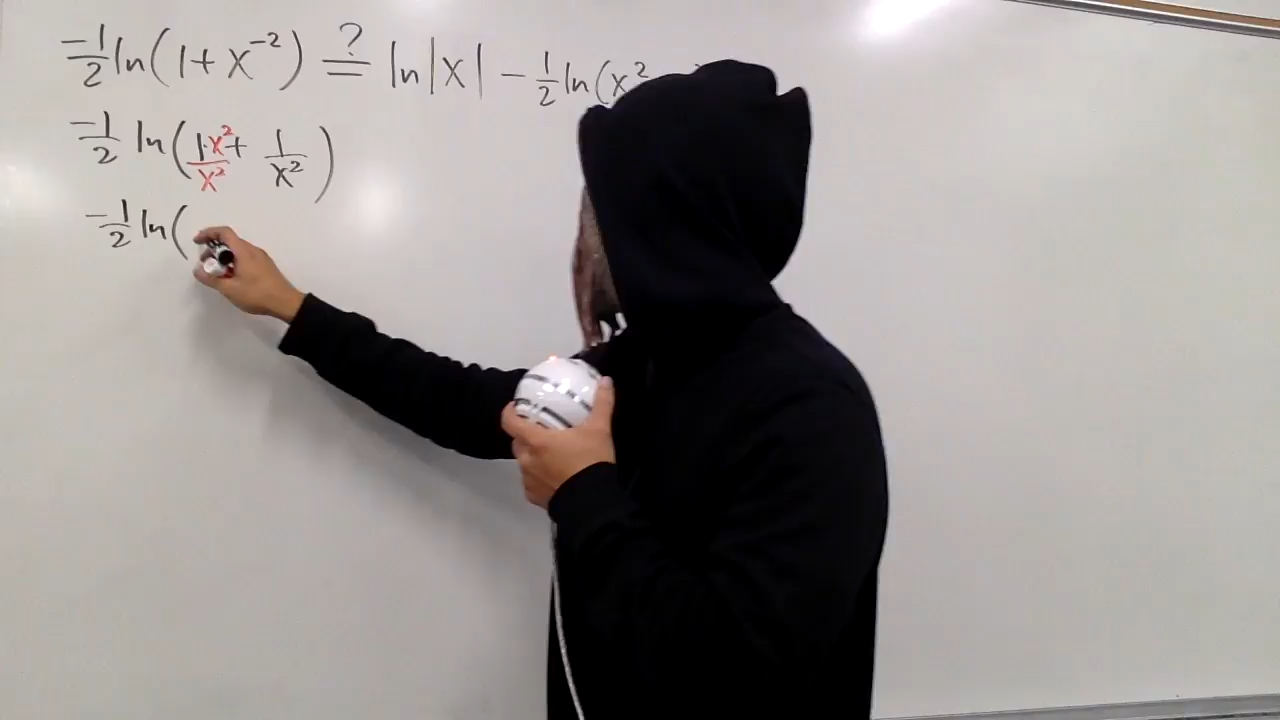 -1/2 ln(1+x⁻²) ?= ln|x| - 1/2 ln(x²
-1/2 ln(1·x²/x² + 1/x²)
-1/2 ln(